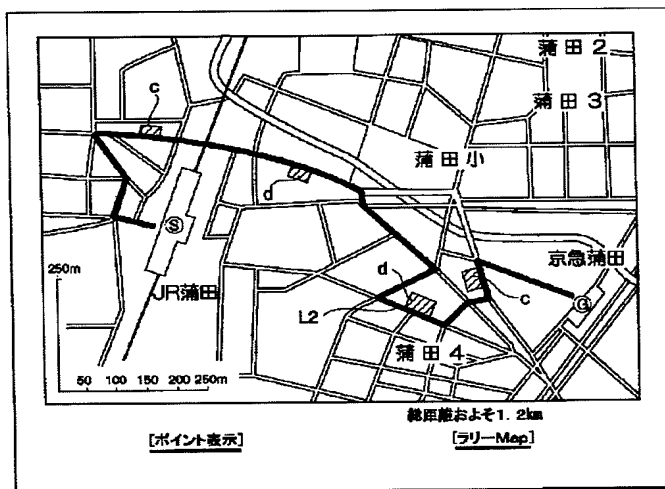 蒲田2
蒲田3
c
蒲田小
d
S
京急蒲田
250m
JR蒲田
d
c
G
L2
蒲田4
50 100 150 200 250m
総距離およそ1.2km
[ポイント表示]
[ラリーMap]